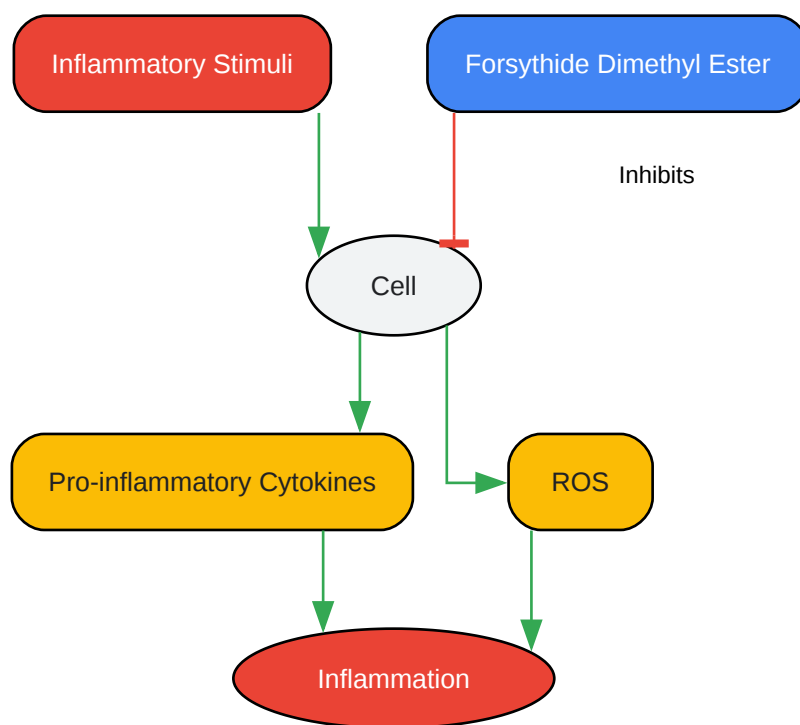 Inflammatory Stimuli
Forsythide Dimethyl Ester
Inhibits
Cell
Pro-inflammatory Cytokines
ROS
Inflammation